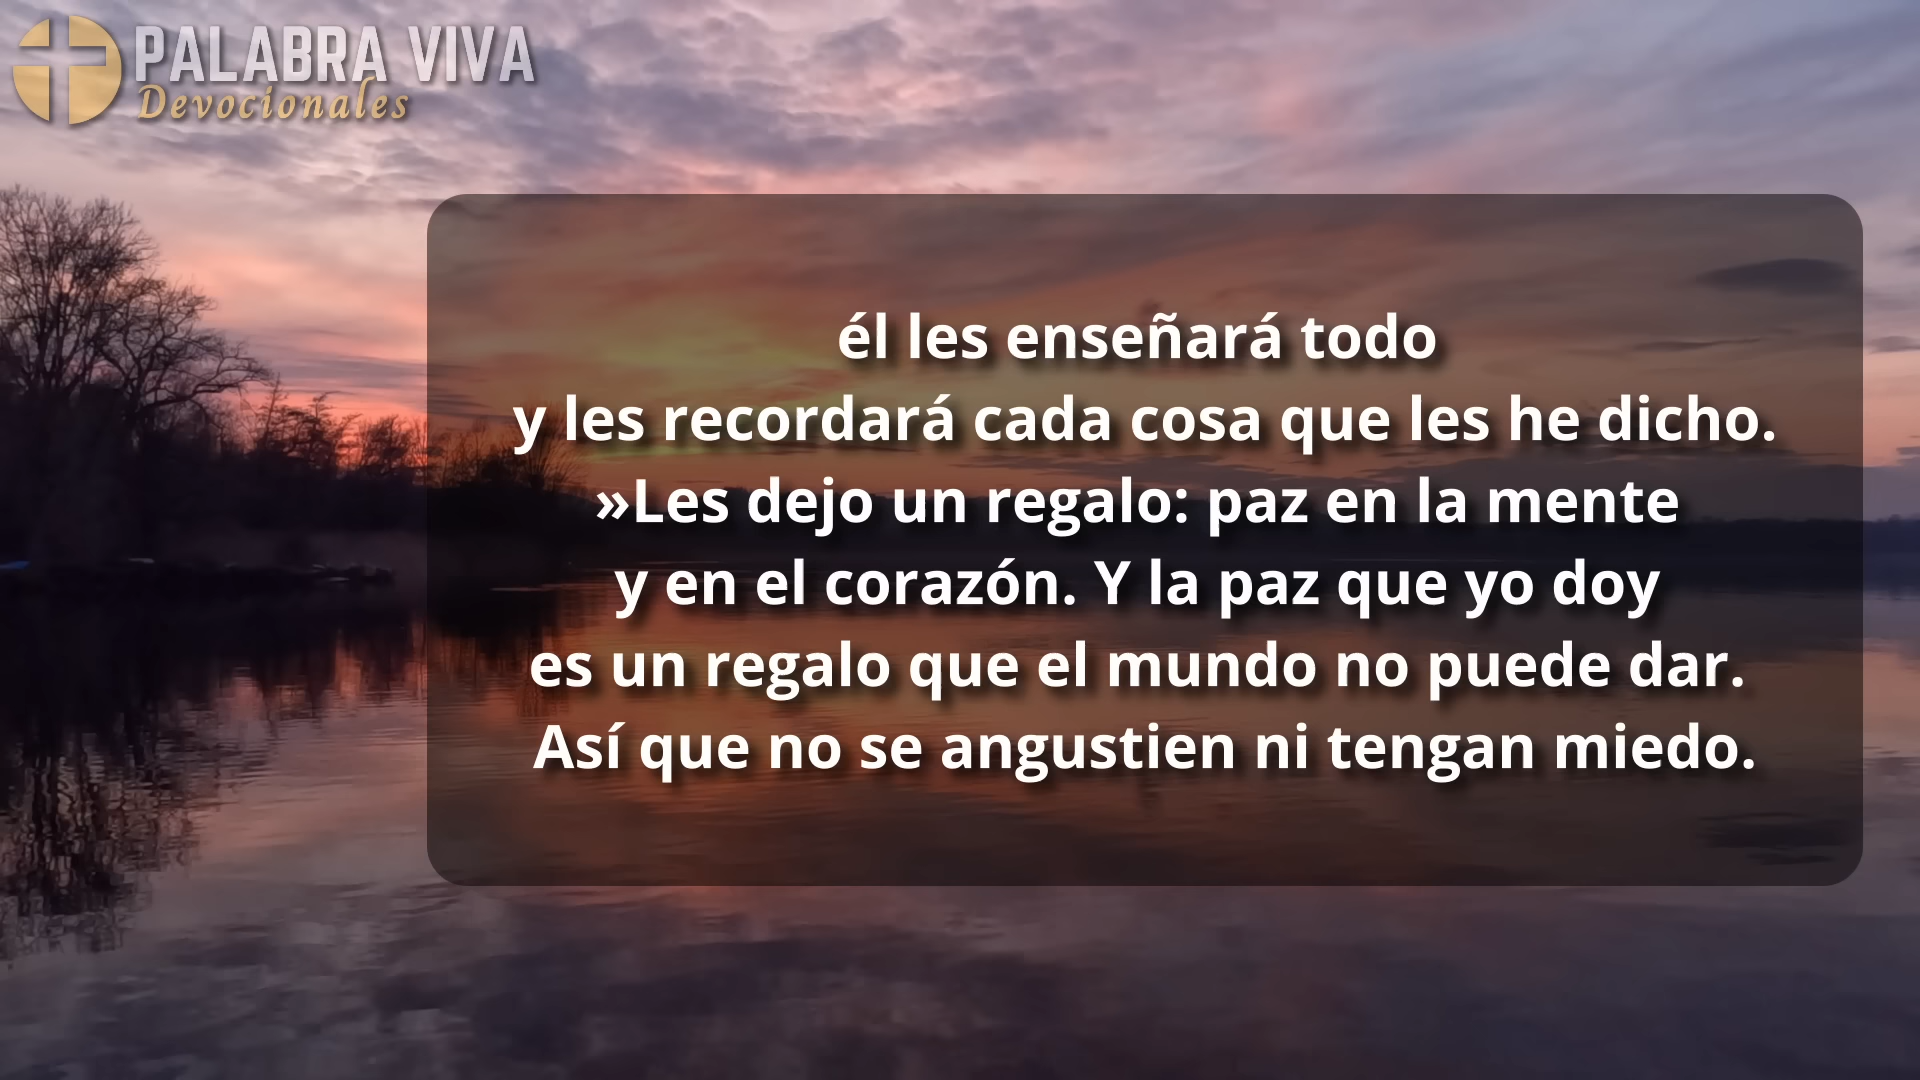 PALABRA VIVA
Devocionales
él les enseñará todo
y les recordará cada cosa que les he dicho.
»Les dejo un regalo: paz en la mente
y en el corazón. Y la paz que yo doy
es un regalo que el mundo no puede dar.
Así que no se angustien ni tengan miedo.